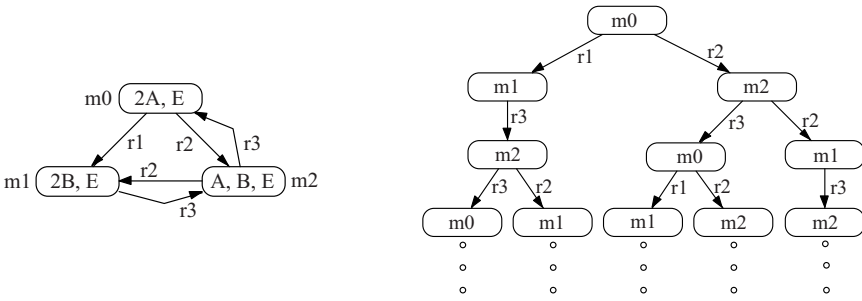 m0 2A, E
r1 r2 r3
m1 2B, E r2 A, B, E m2
r3
m0
r1 r2
m1 m2
r3 r3 r2
m2 m0 m1
r3 r2 r1 r2 r3
m0 m1 m1 m2 m2